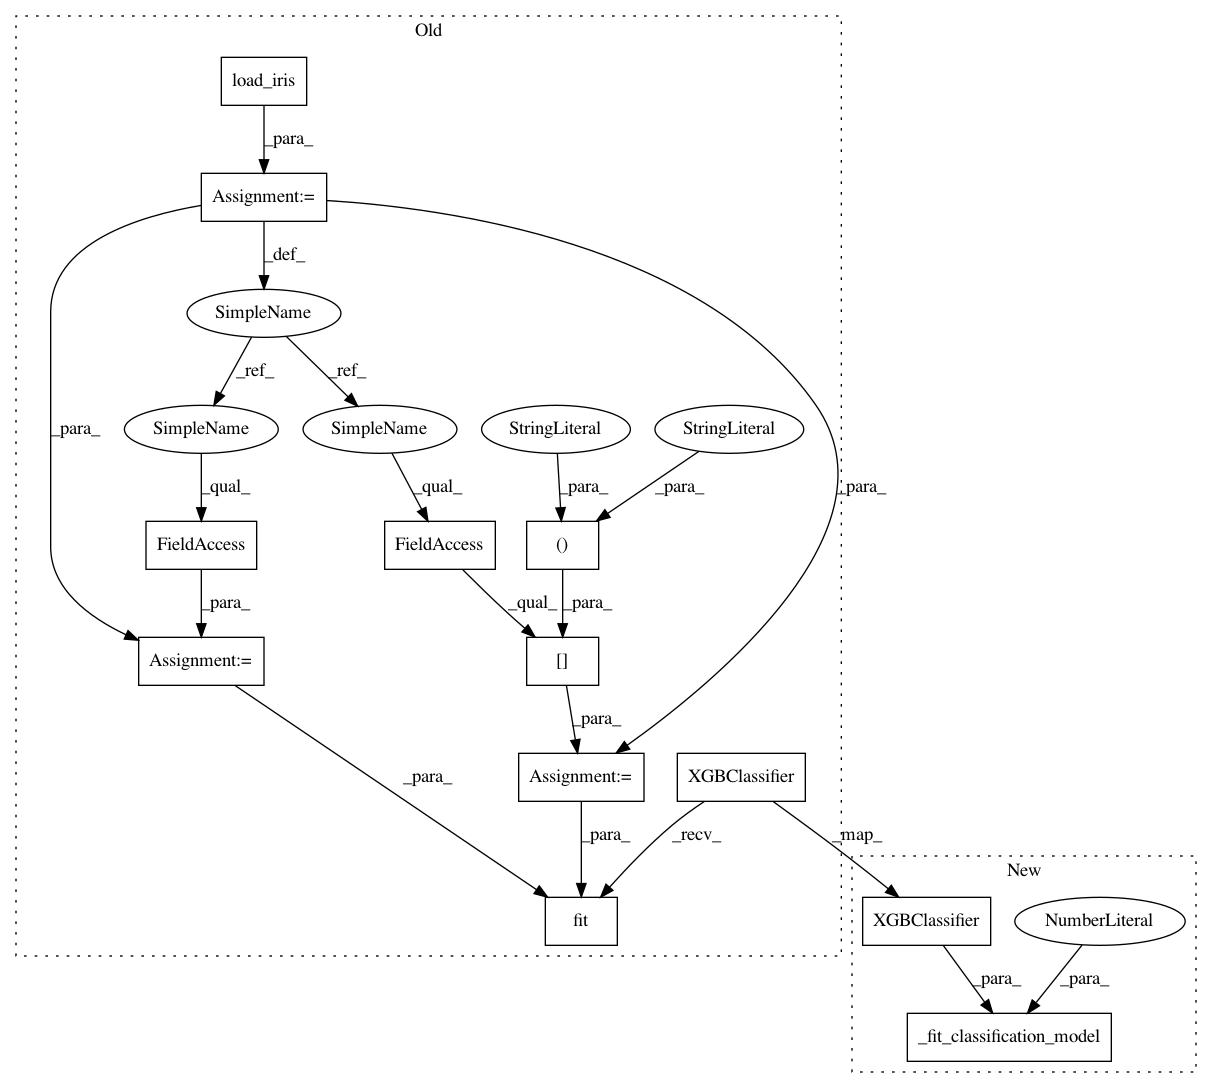 Old
load_iris
_para_
Assignment:=
_def_
SimpleName
_ref_
_ref_
SimpleName
SimpleName
StringLiteral
StringLiteral
_para_
_qual_
_qual_
_para_
_para_
_para_
FieldAccess
FieldAccess
()
_para_
_qual_
_para_
Assignment:=
[]
_para_
_para_
Assignment:=
XGBClassifier
_para_
_recv_
_map_
New
fit
XGBClassifier
NumberLiteral
_para_
_para_
_fit_classification_model